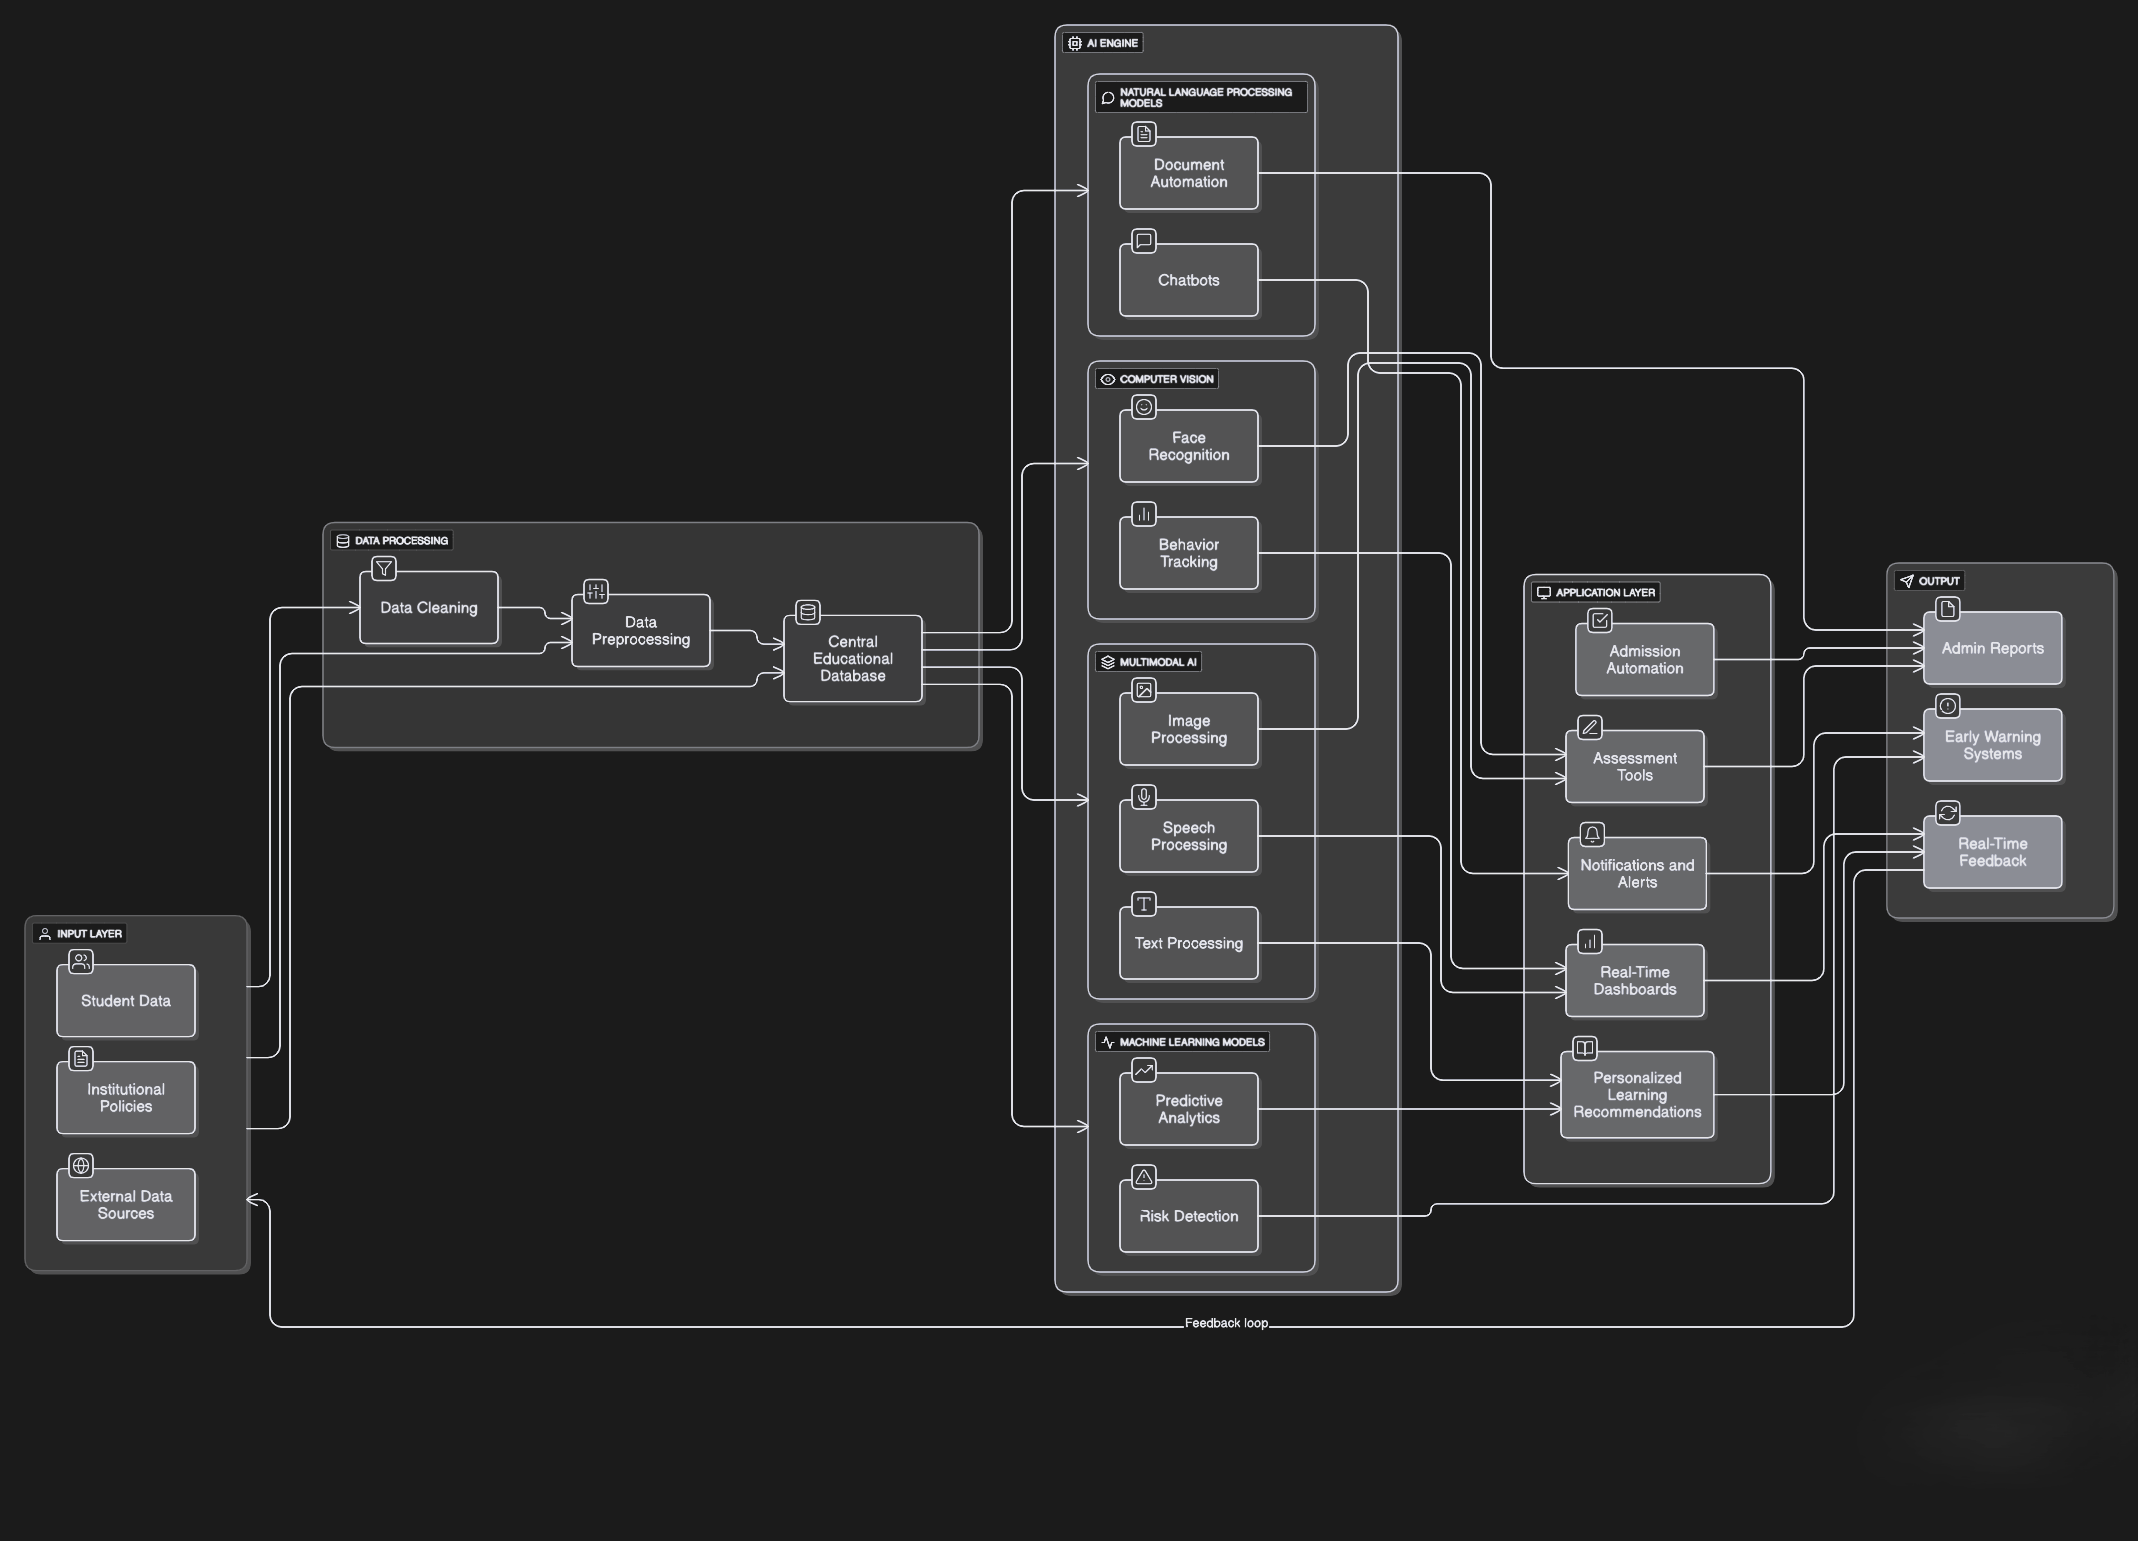 AI ENGINE
NATURAL LANGUAGE PROCESSING
MODELS
Document
Automation
Chatbots
COMPUTER VISION
Face
Recognition
Behavior
Tracking
MULTIMODAL AI
Image
Processing
Speech
Processing
Text Processing
MACHINE LEARNING MODELS
Predictive
Analytics
Risk Detection
DATA PROCESSING
Data Cleaning
Data
Preprocessing
Central
Educational
Database
INPUT LAYER
Student Data
Institutional
Policies
External Data
Sources
APPLICATION LAYER
Admission
Automation
Assessment
Tools
Notifications and
Alerts
Real-Time
Dashboards
Personalized
Learning
Recommendations
OUTPUT
Admin Reports
Early Warning
Systems
Real-Time
Feedback
Feedback loop